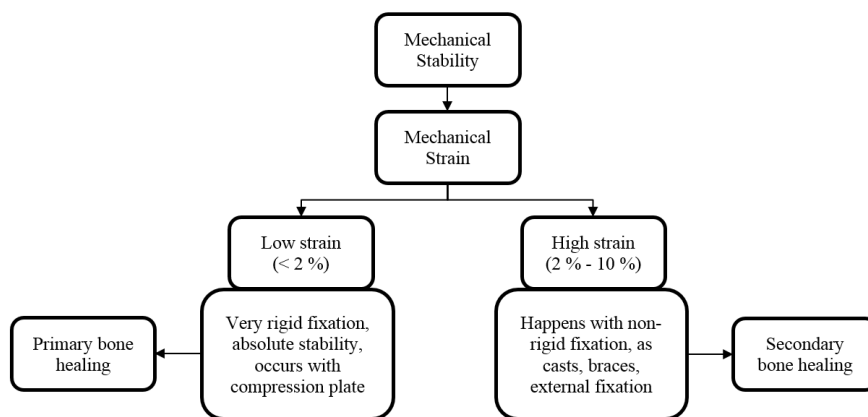 Mechanical
Stability
Mechanical
Strain
Low strain
(< 2 %)
High strain
(2 % - 10 %)
Primary bone
healing
Very rigid fixation,
absolute stability,
occurs with
compression plate
Happens with non-
rigid fixation, as
casts, braces,
external fixation
Secondary
bone healing